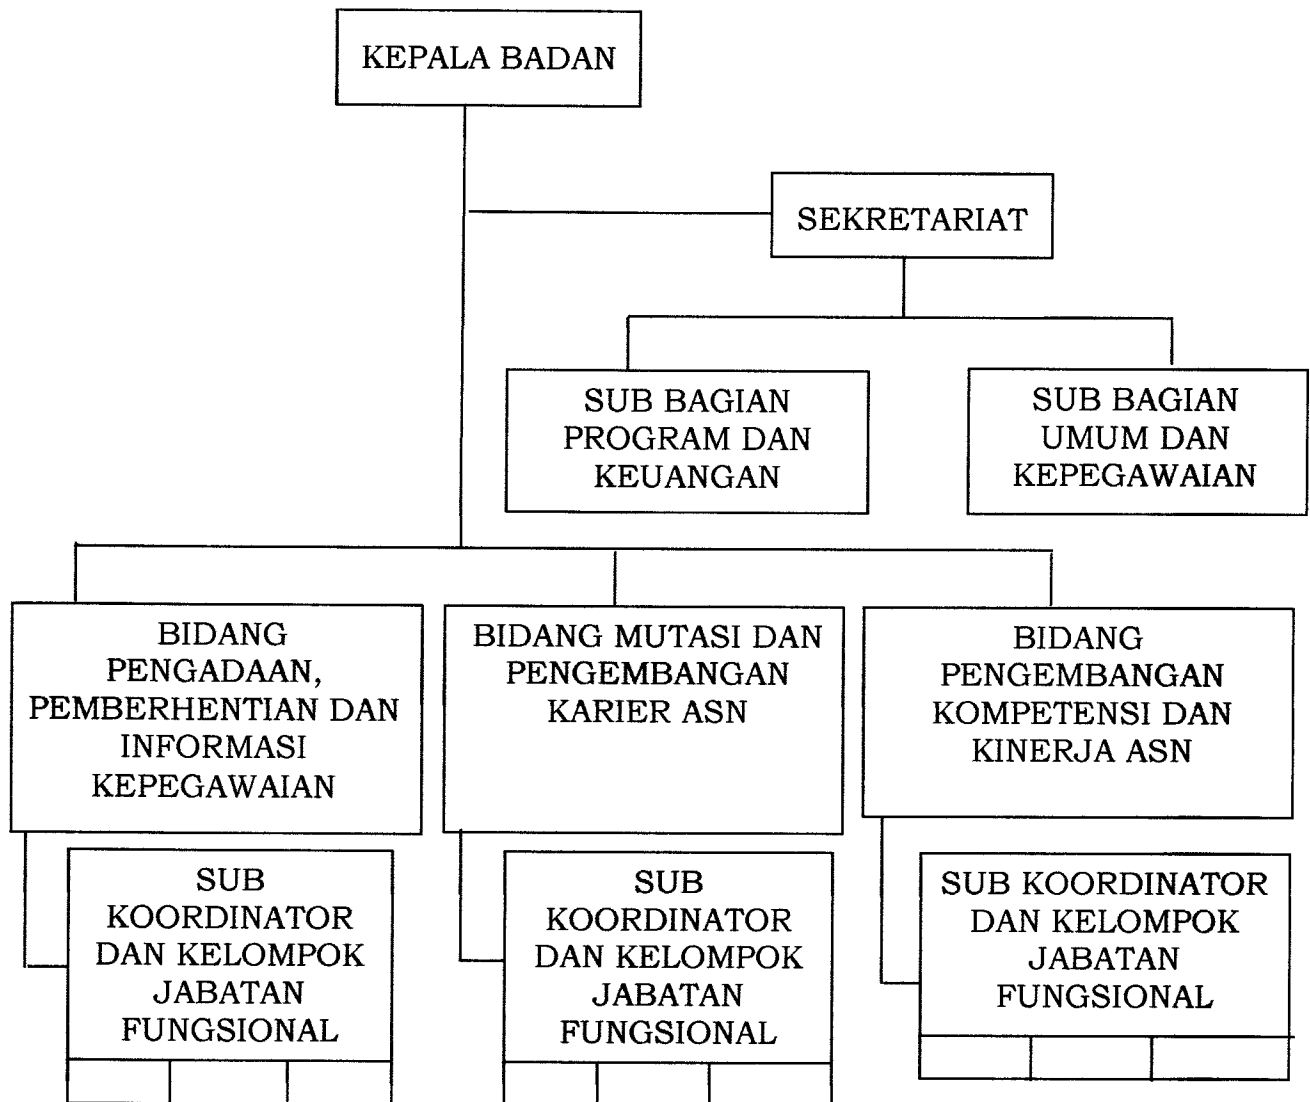 KEPALA BADAN
SEKRETARIAT
SUB BAGIAN
PROGRAM DAN
KEUANGAN
SUB BAGIAN
UMUM DAN
KEPEGAWAIAN
BIDANG
PENGADAAN,
PEMBERHENTIAN DAN
INFORMASI
KEPEGAWAIAN
BIDANG MUTASI DAN
PENGEMBANGAN
KARIER ASN
BIDANG
PENGEMBANGAN
KOMPETENSI DAN
KINERJA ASN
SUB
KOORDINATOR
DAN KELOMPOK
JABATAN
FUNGSIONAL
SUB
KOORDINATOR
DAN KELOMPOK
JABATAN
FUNGSIONAL
SUB KOORDINATOR
DAN KELOMPOK
JABATAN
FUNGSIONAL